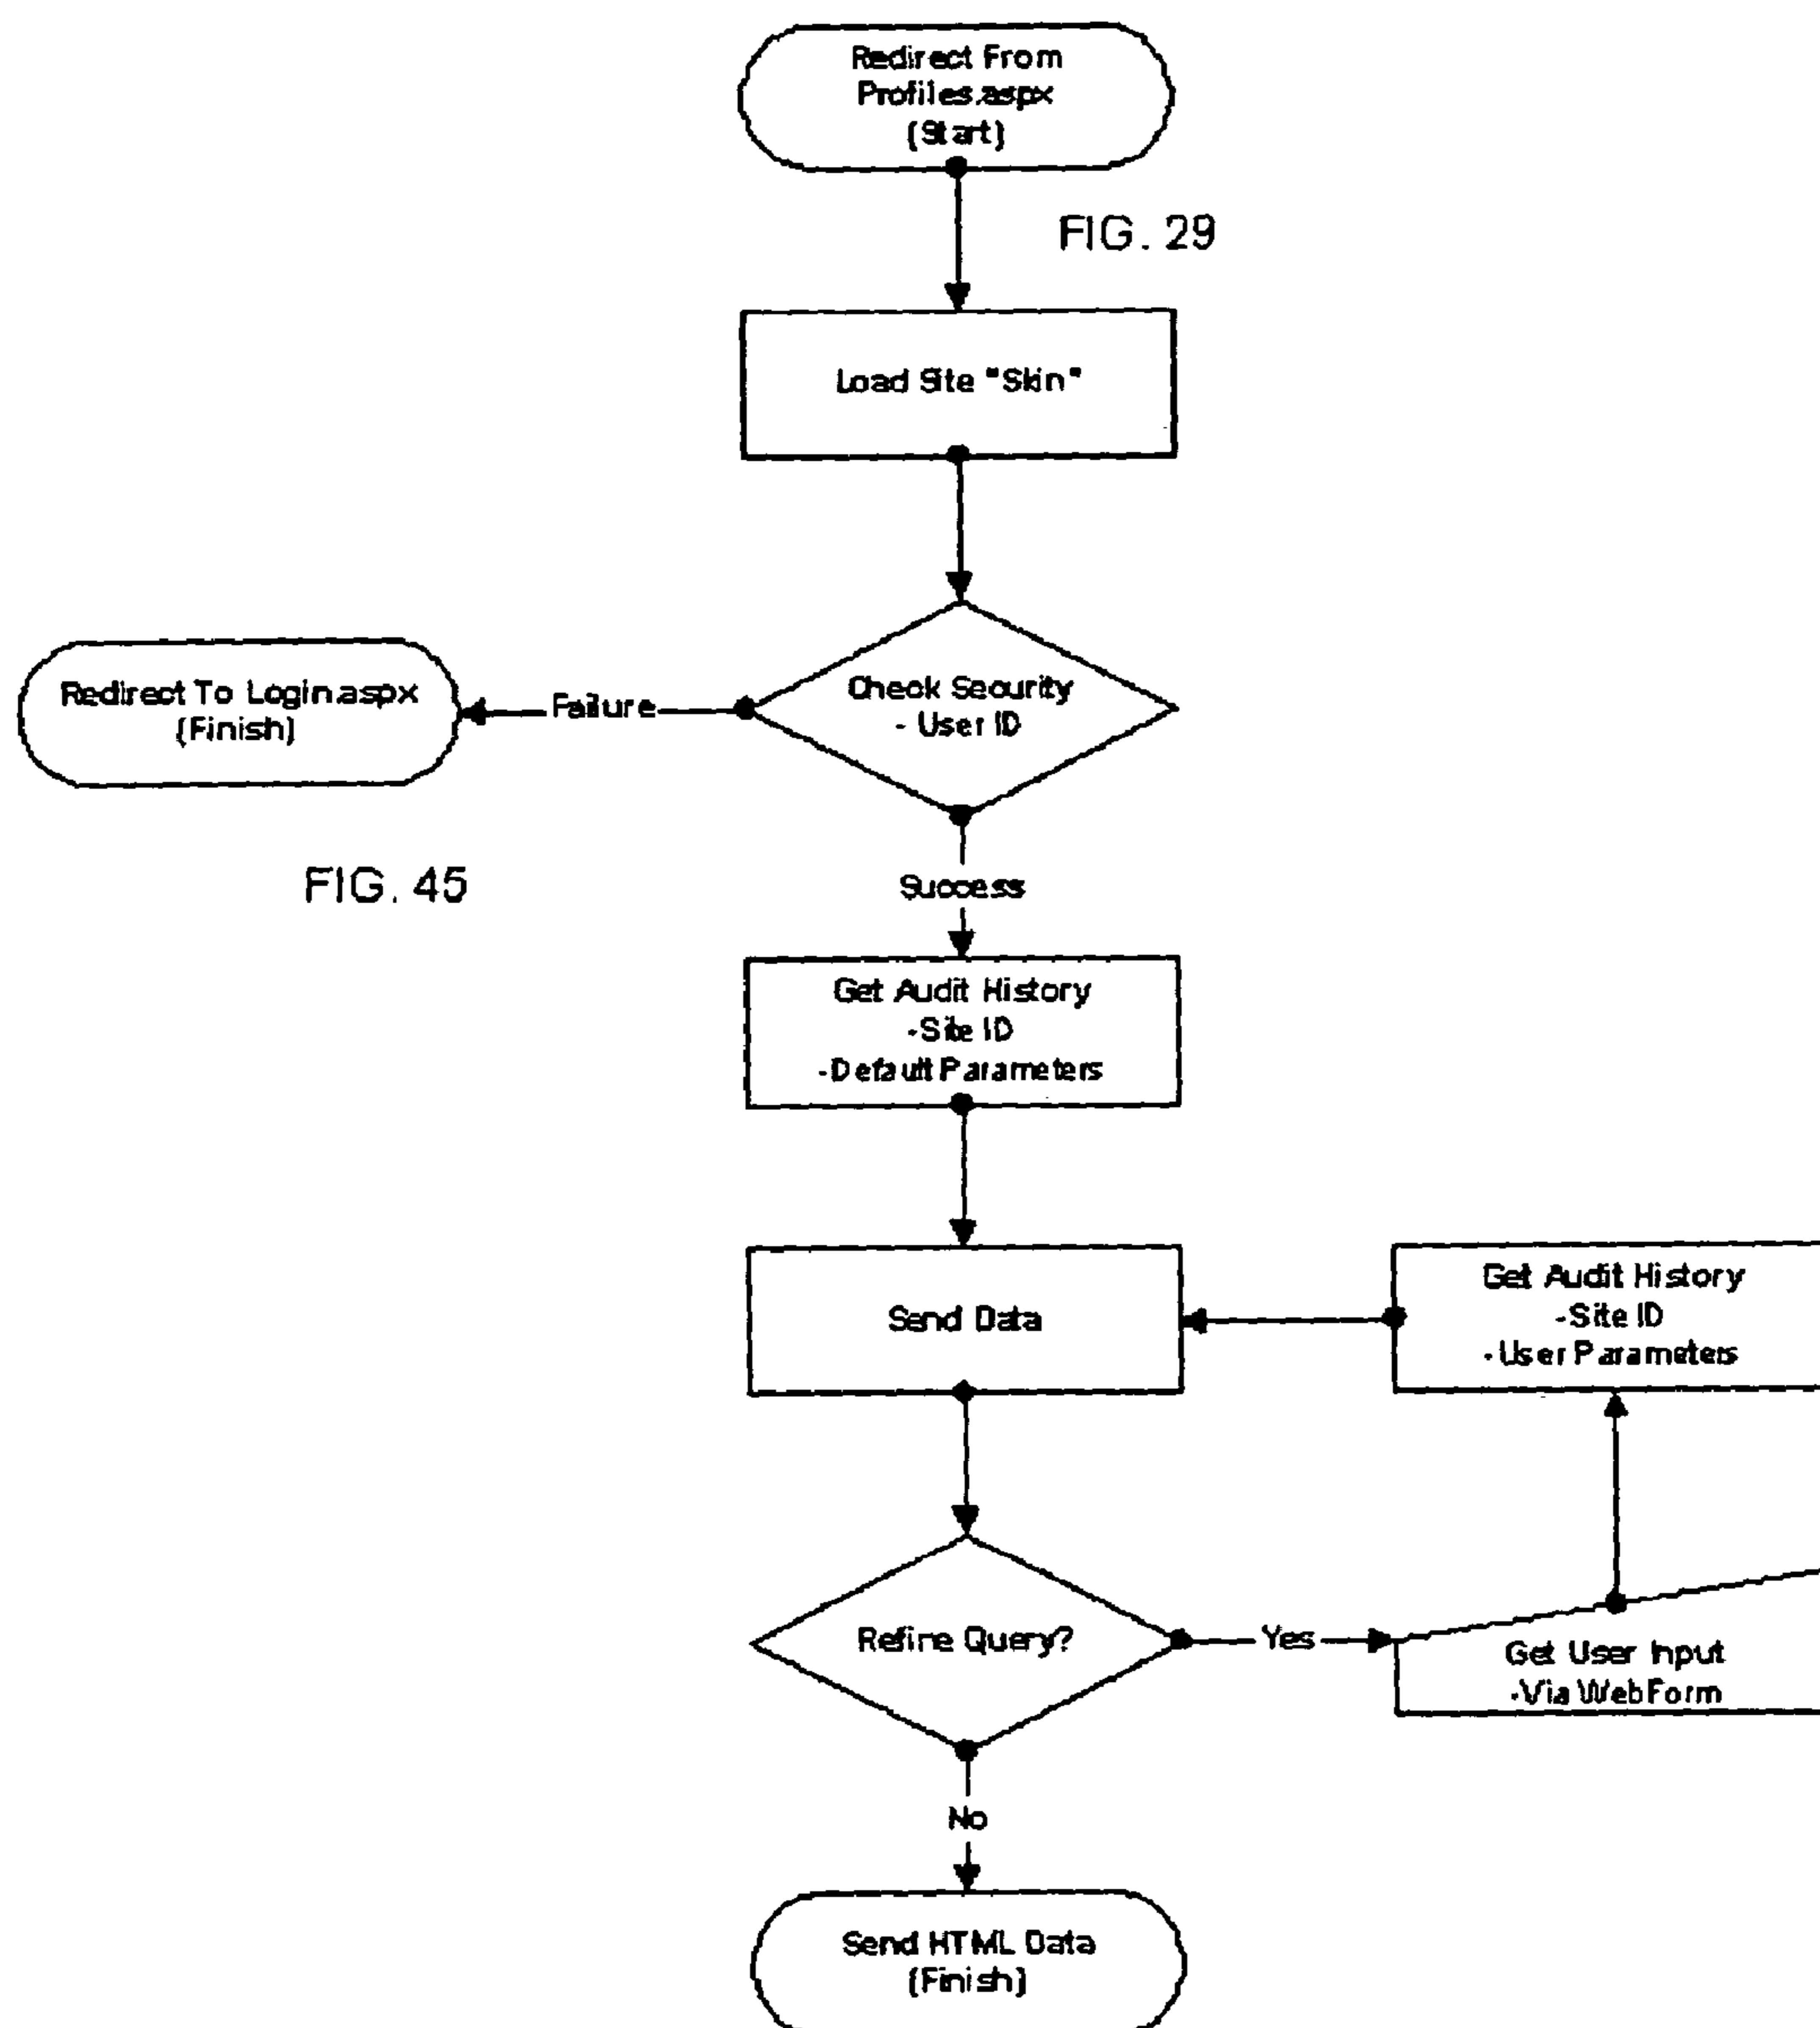 Redirect From
Profiles.aspx
(Start)
FIG. 29
Load Site "Skin"
Check Security
- User ID
Failure
Redirect To Login.aspx
(Finish)
FIG. 45
Success
Get Audit History
-Site ID
-Default Parameters
Send Data
Get Audit History
-Site ID
-User Parameters
Refine Query?
Yes
Get User Input
-Via WebForm
No
Send HTML Data
(Finish)